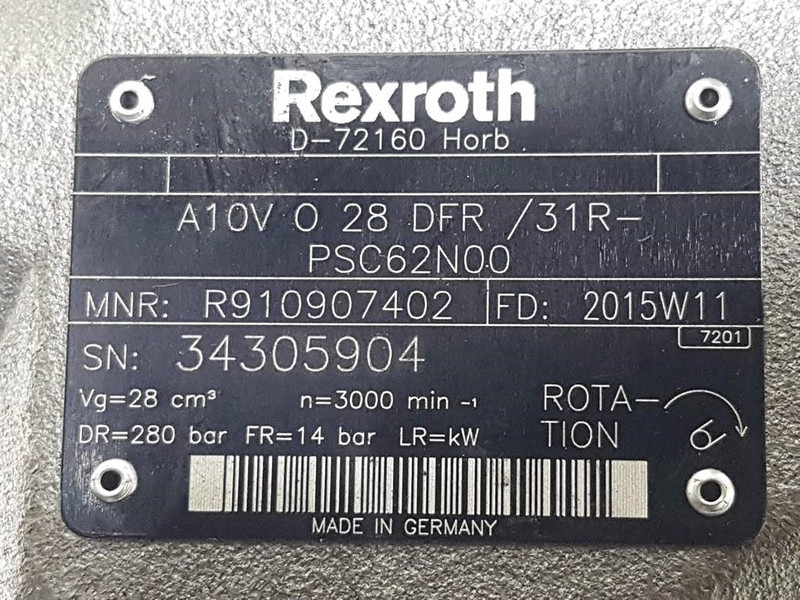 Rexroth
D-72160 Horb
A10V O 28 DFR /31R-
PSC62N00
MNR: R910907402 FD: 2015W11
7201
SN: 34305904
Vg=28 cm³ n=3000 min -1
DR=280 bar FR=14 bar LR=kW
ROTA-
TION
MADE IN GERMANY